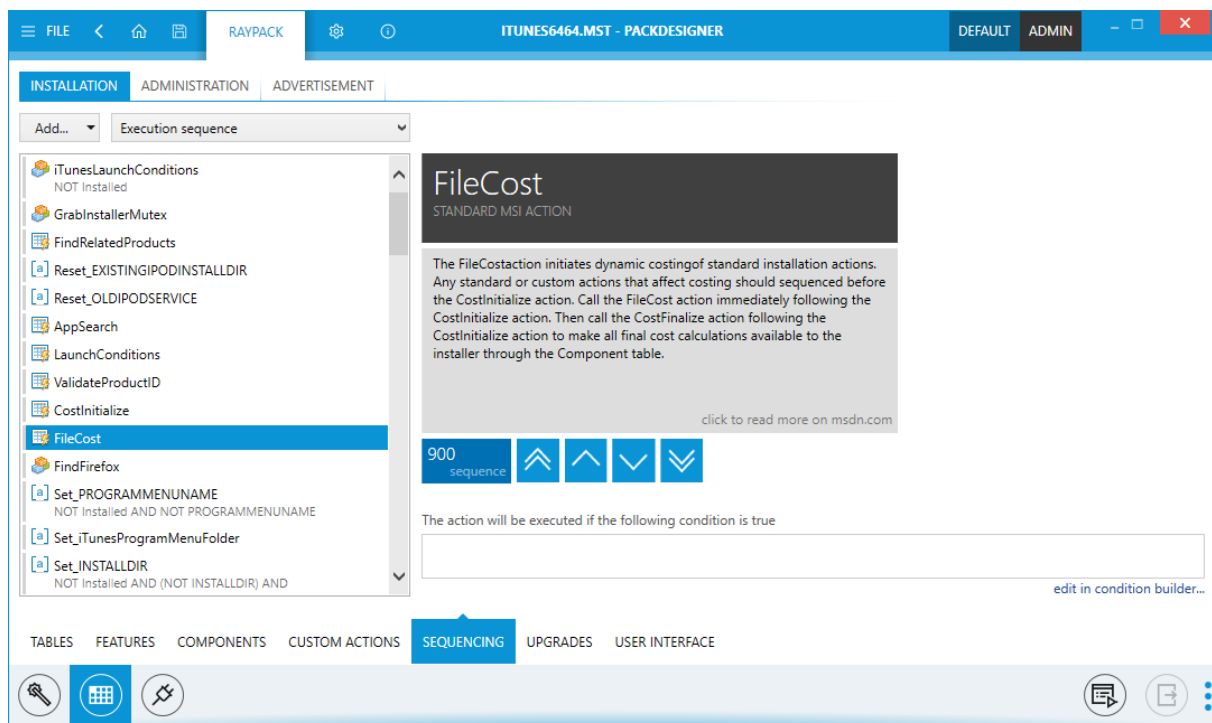 FILE
RAYPACK
ITUNES6464.MST - PACKDESIGNER
DEFAULT
ADMIN
INSTALLATION
ADMINISTRATION
ADVERTISEMENT
Add...
Execution sequence
iTunesLaunchConditions
NOT Installed
GrabInstallerMutex
FindRelatedProducts
[a] Reset_EXISTINGIPODINSTALLDIR
[a] Reset_OLDIPODSERVICE
AppSearch
LaunchConditions
ValidateProductID
CostInitialize
FileCost
FindFirefox
[a] Set_PROGRAMMENUNAME
NOT Installed AND NOT PROGRAMMENUNAME
[a] Set_iTunesProgramMenuFolder
[a] Set_INSTALLDIR
NOT Installed AND (NOT INSTALLDIR) AND
FileCost
STANDARD MSI ACTION
The FileCostaction initiates dynamic costingof standard installation actions.
Any standard or custom actions that affect costing should sequenced before
the CostInitialize action. Call the FileCost action immediately following the
CostInitialize action. Then call the CostFinalize action following the
CostInitialize action to make all final cost calculations available to the
installer through the Component table.
click to read more on msdn.com
900
sequence
The action will be executed if the following condition is true
edit in condition builder...
TABLES
FEATURES
COMPONENTS
CUSTOM ACTIONS
SEQUENCING
UPGRADES
USER INTERFACE